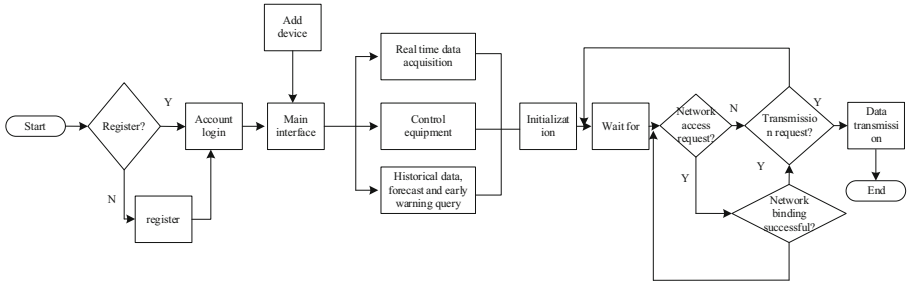 Add
device
Real time data
acquisition
Start
Register?
Y
N
register
Account
login
Main
interface
Control
equipment
Historical data,
forecast and early
warning query
Initializat
ion
Wait for
Network
access
request?
N
Y
Transmissio
n request?
Y
Y
Network
binding
successful?
Data
transmissi
on
End